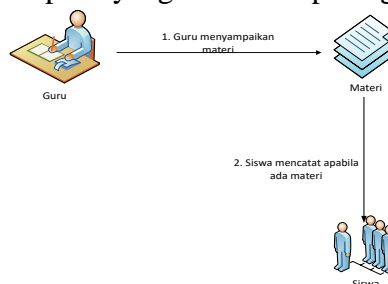 1. Guru menyampaikan
materi
Guru
Materi
2. Siswa mencatat apabila
ada materi
Siswa